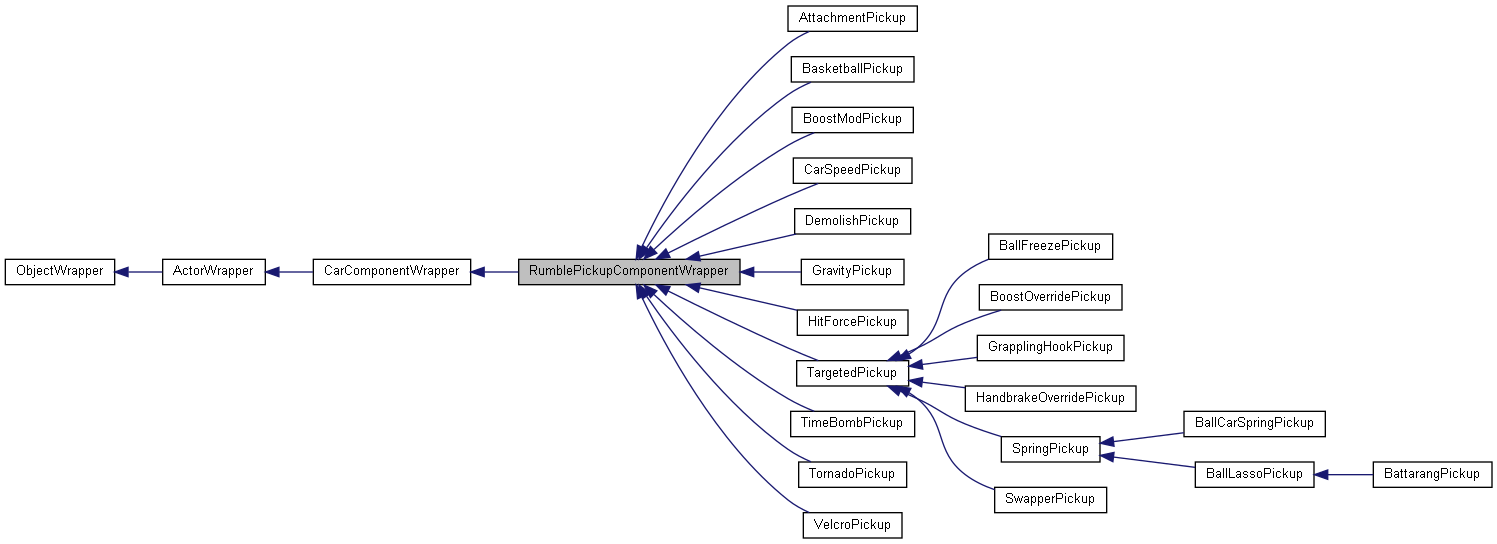 AttachmentPickup
BasketballPickup
BoostModPickup
CarSpeedPickup
DemolishPickup
BallFreezePickup
ObjectWrapper
ActorWrapper
CarComponentWrapper
RumblePickupComponentWrapper
GravityPickup
BoostOverridePickup
HitForcePickup
GrapplingHookPickup
TargetedPickup
HandbrakeOverridePickup
TimeBombPickup
BallCarSpringPickup
SpringPickup
TornadoPickup
BallLassoPickup
BattarangPickup
SwapperPickup
VelcroPickup